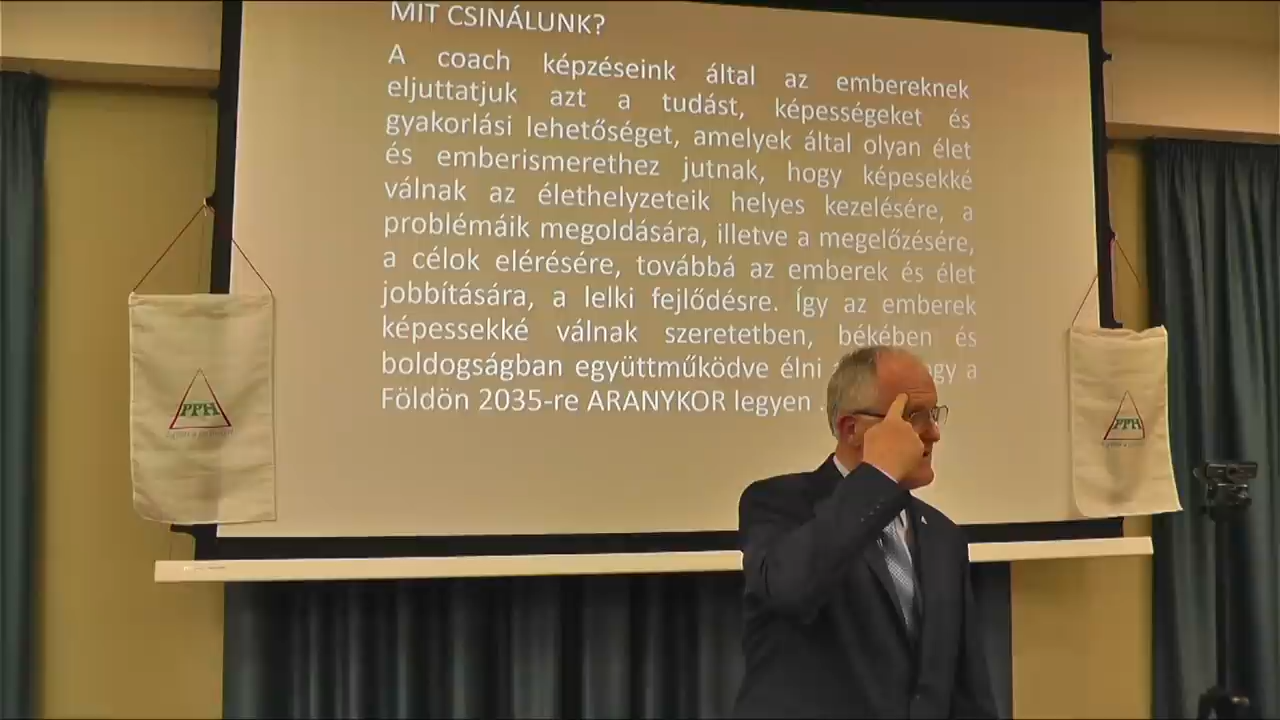 MIT CSINÁLUNK?
A coach képzéseink által az embereknek
eljuttatjuk azt a tudást, képességeket és
gyakorlási lehetőséget, amelyek által olyan élet
és emberismerethez jutnak, hogy képesekké
válnak az élethelyzeteik helyes kezelésére, a
problémáik megoldására, illetve a megelőzésére,
a célok elérésére, továbbá az emberek és élet
jobbítására, a lelki fejlődésre. Így az emberek
képessekké válnak szeretetben, békében és
boldogságban együttműködve élni a
Földön 2035-re ARANYKOR legyen .
PPH
PPH